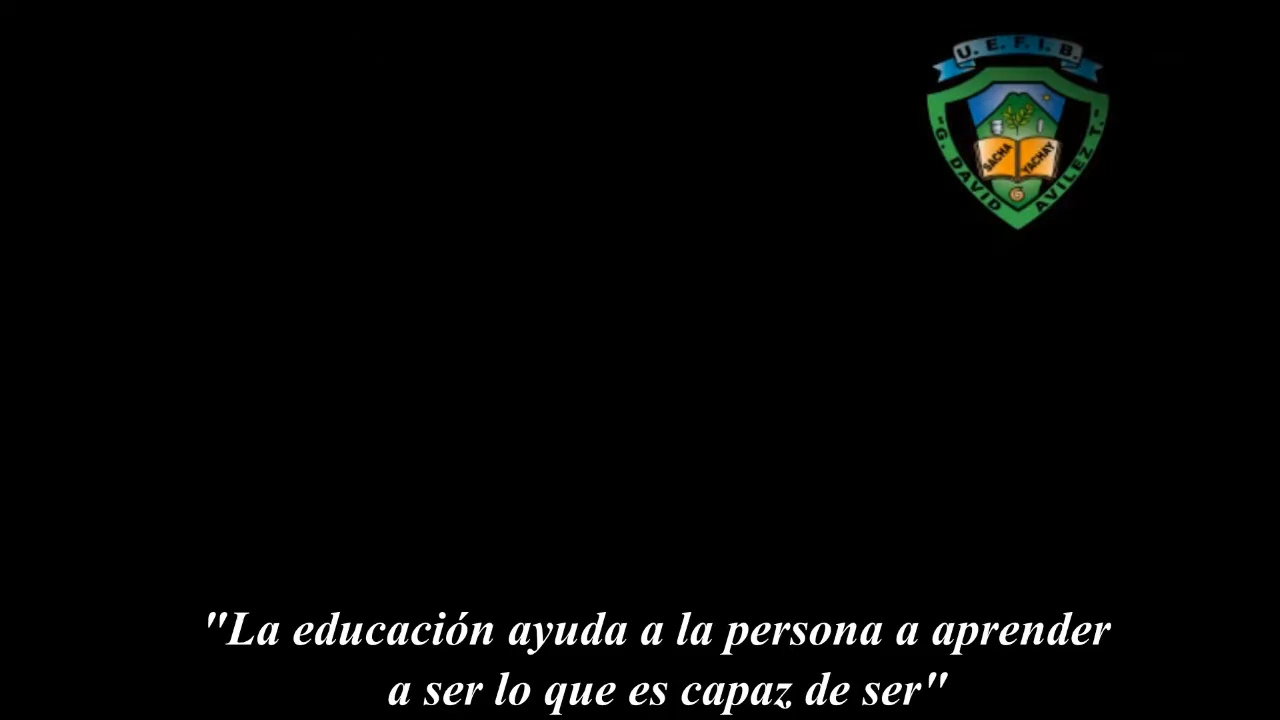 U. E. F. I. B.
"G. DAVID AVILEZ T."
SACHA YACHAY
G
"La educación ayuda a la persona a aprender
a ser lo que es capaz de ser"